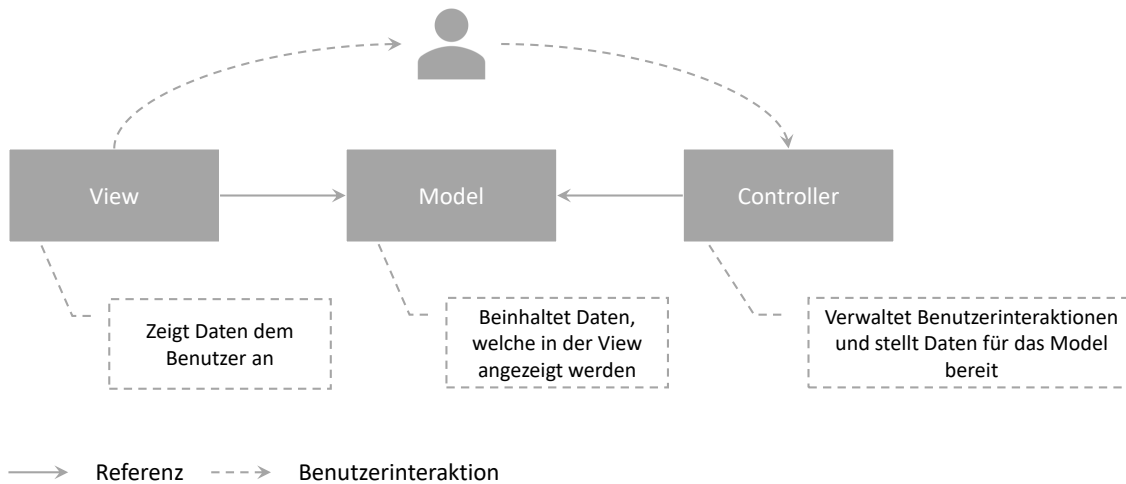 View
Model
Controller
Zeigt Daten dem
Benutzer an
Beinhaltet Daten,
welche in der View
angezeigt werden
Verwaltet Benutzerinteraktionen
und stellt Daten für das Model
bereit
Referenz
Benutzerinteraktion